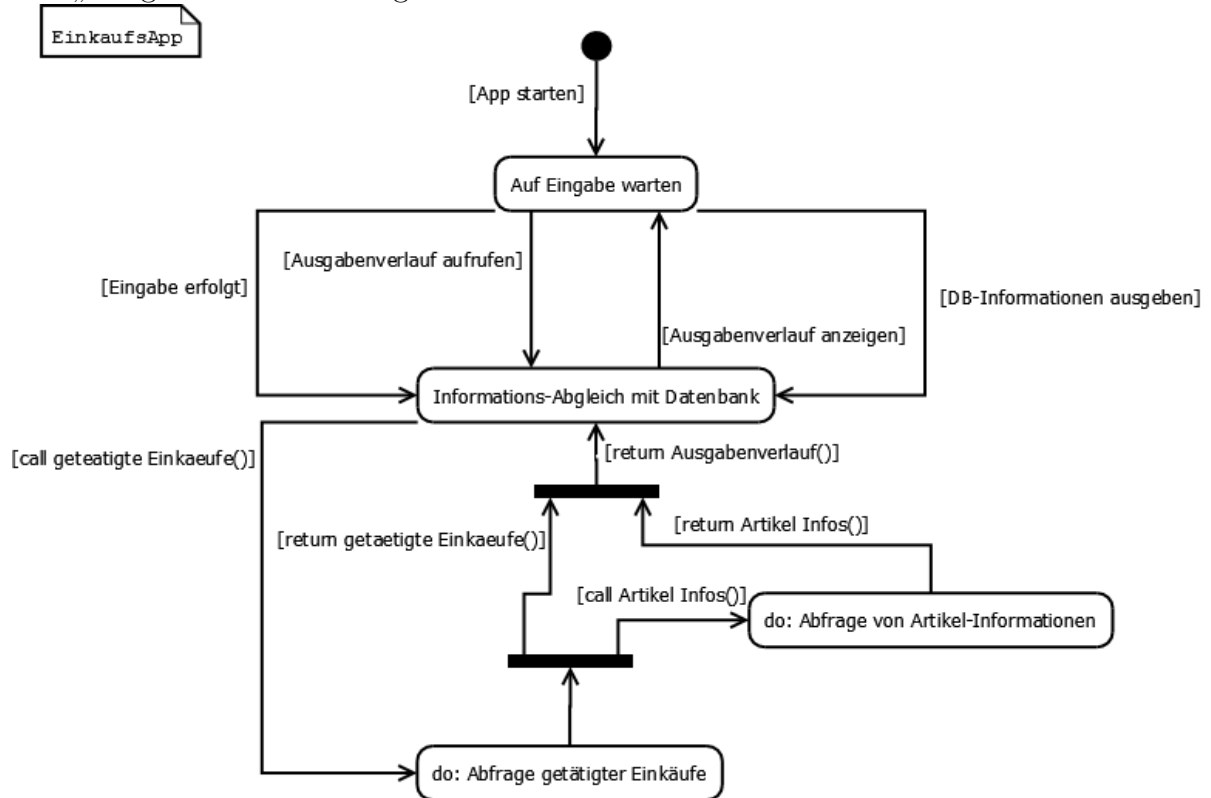 EinkaufsApp
[App starten]
Auf Eingabe warten
[Ausgabenverlauf aufrufen]
[Eingabe erfolgt]
[DB-Informationen ausgeben]
[Ausgabenverlauf anzeigen]
Informations-Abgleich mit Datenbank
[call geteatigte Einkaeufe()]
[return Ausgabenverlauf()]
[return Artikel Infos()]
[return getaetigte Einkaeufe()]
[call Artikel Infos()]
do: Abfrage von Artikel-Informationen
do: Abfrage getätigter Einkäufe